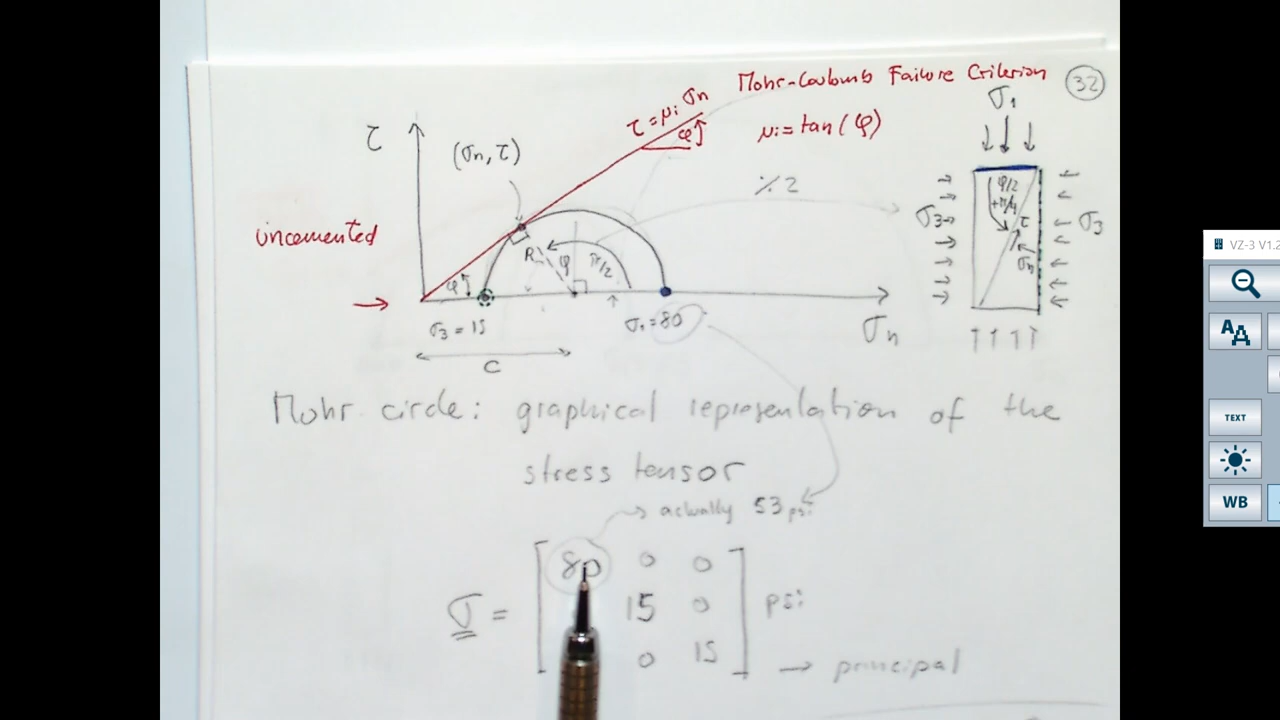 Mohr-Coulomb Failure Criterion
32
τ = μi σn
φ
μi = tan(φ)
σ1
τ
(σn, τ)
÷ 2
φ/2
+π/4
σ3
τ
σ3
σn
uncemented
R
φ
π/2
φ
σ3 = 15
σ1 = 80
σn
C
Mohr circle: graphical representation of the
stress tensor
actually 53 psi
80 0 0
σ = 15 0 psi
0 15 → principal
VZ-3 V1.2
AA
TEXT
WB